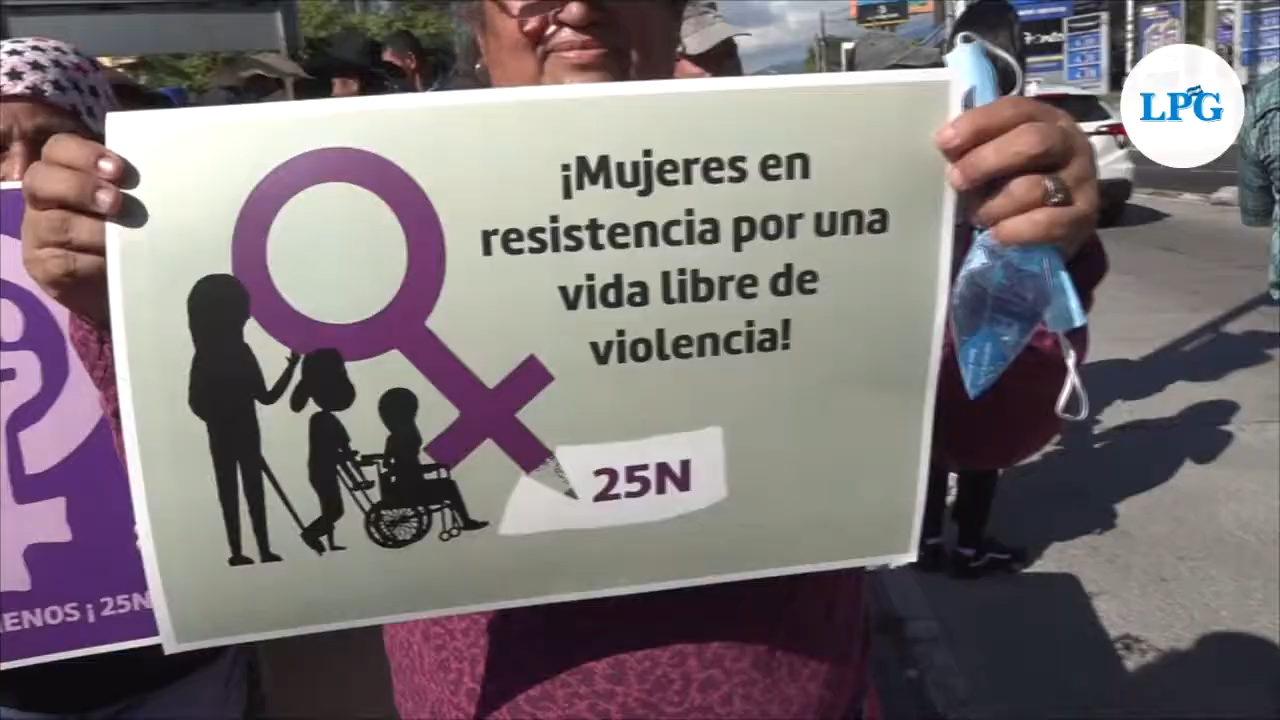 LPG
¡Mujeres en
resistencia por una
vida libre de
violencia!
25N
ENOS ¡ 25N